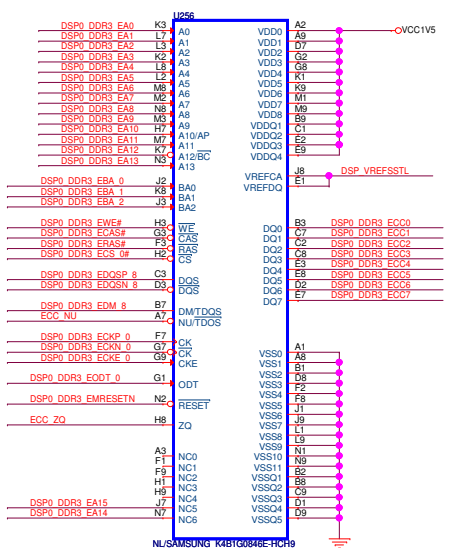 U256
DSP0_DDR3_EA0 K3 A0
DSP0_DDR3_EA1 L7 A1
DSP0_DDR3_EA2 L3 A2
DSP0_DDR3_EA3 K2 A3
DSP0_DDR3_EA4 L8 A4
DSP0_DDR3_EA5 L2 A5
DSP0_DDR3_EA6 M8 A6
DSP0_DDR3_EA7 M2 A7
DSP0_DDR3_EA8 N8 A8
DSP0_DDR3_EA9 M3 A9
DSP0_DDR3_EA10 H7 A10/AP
DSP0_DDR3_EA11 M7 A11
DSP0_DDR3_EA12 K7 A12/BC
DSP0_DDR3_EA13 N3 A13
DSP0_DDR3_EBA_0 J2 BA0
DSP0_DDR3_EBA_1 K8 BA1
DSP0_DDR3_EBA_2 J3 BA2
DSP0_DDR3_EWE# H3 WE
DSP0_DDR3_ECAS# G3 CAS
DSP0_DDR3_ERAS# F3 RAS
DSP0_DDR3_ECS_0# H2 CS
DSP0_DDR3_EDQSP_8 C3 DQS
DSP0_DDR3_EDQSN_8 D3 DQS
DSP0_DDR3_EDM_8 B7 DM/TDQS
ECC_NU A7 NU/TDOS
DSP0_DDR3_ECKP_0 F7 CK
DSP0_DDR3_ECKN_0 G7 CK
DSP0_DDR3_ECKE_0 G9 CKE
DSP0_DDR3_EODT_0 G1 ODT
DSP0_DDR3_EMRESETN N2 RESET
ECC_ZQ H8 ZQ
A3 NC0
F1 NC1
F9 NC2
H1 NC3
H9 NC4
DSP0_DDR3_EA15 J7 NC5
DSP0_DDR3_EA14 N7 NC6
VDD0 A2 VCC1V5
VDD1 A9
VDD2 D7
VDD3 G2
VDD4 G8
VDD5 K1
VDD6 K9
VDD7 M1
VDD8 M9
VDDQ1 B9
VDDQ2 C1
VDDQ3 E2
VDDQ4 E9
VREFCA J8 DSP_VREFSSTL
VREFDQ E1
DQ0 B3 DSP0_DDR3_ECC0
DQ1 C7 DSP0_DDR3_ECC1
DQ2 C2 DSP0_DDR3_ECC2
DQ3 C8 DSP0_DDR3_ECC3
DQ4 E3 DSP0_DDR3_ECC4
DQ5 E8 DSP0_DDR3_ECC5
DQ6 D2 DSP0_DDR3_ECC6
DQ7 E7 DSP0_DDR3_ECC7
VSS0 A1
VSS1 A8
VSS2 B1
VSS3 D8
VSS4 F2
VSS5 F8
VSS6 J1
VSS7 J9
VSS8 L1
VSS9 L9
VSS10 N1
VSS11 N9
VSSQ1 B2
VSSQ2 B8
VSSQ3 C9
VSSQ4 D1
VSSQ5 D9
NL/SAMSUNG_K4B1G0846E-HCH9